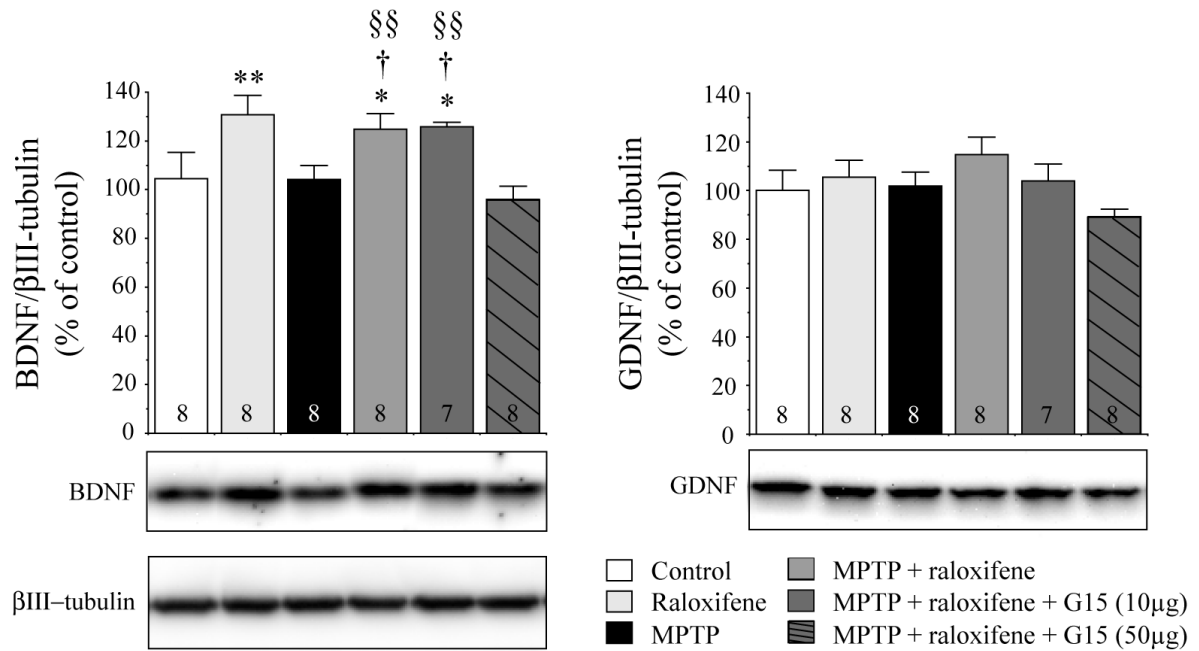 §§ §§
† †
** * *
BDNF/βIII-tubulin
(% of control)
140
120
100
80
60
40
20
0
8 8 8 8 7 8
BDNF
βIII–tubulin
GDNF/βIII-tubulin
(% of control)
140
120
100
80
60
40
20
0
8 8 8 8 7 8
GDNF
Control
Raloxifene
MPTP
MPTP + raloxifene
MPTP + raloxifene + G15 (10µg)
MPTP + raloxifene + G15 (50µg)